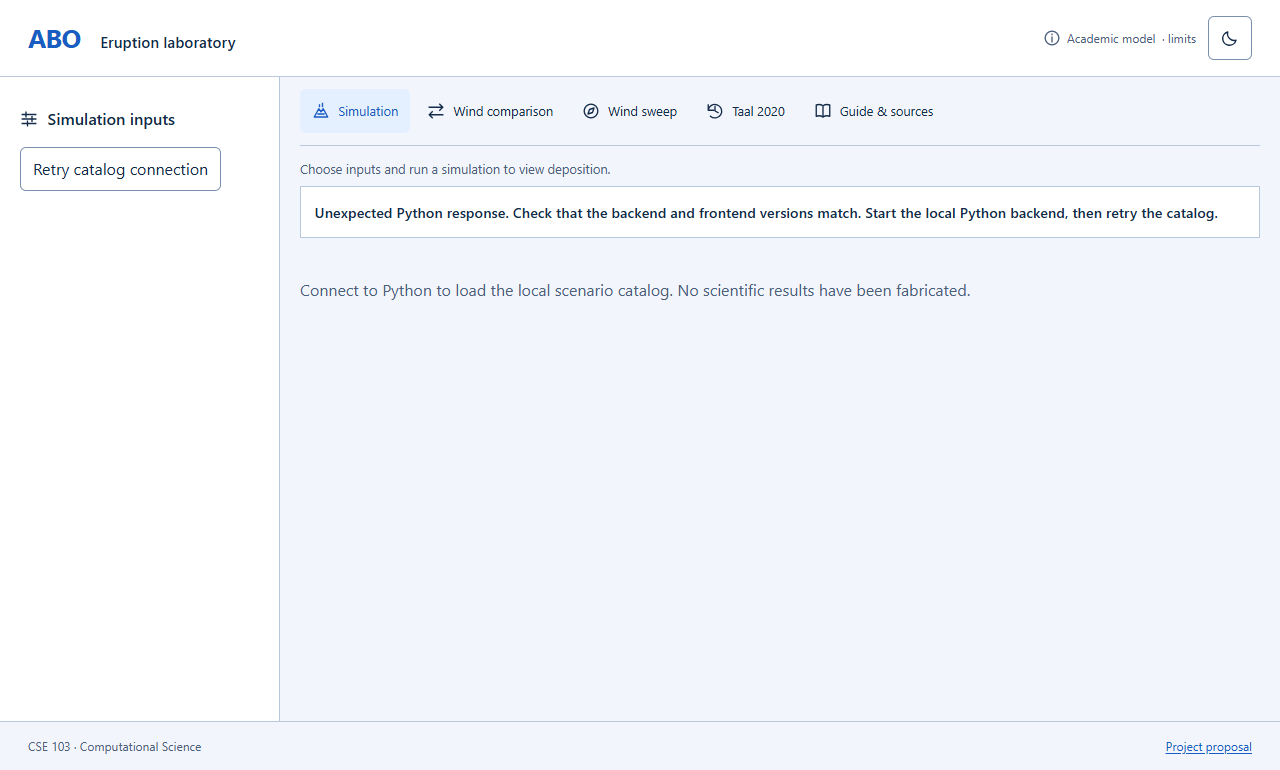 ABO Eruption laboratory
Academic model · limits
Simulation inputs
Retry catalog connection
Simulation
Wind comparison
Wind sweep
Taal 2020
Guide & sources
Choose inputs and run a simulation to view deposition.
Unexpected Python response. Check that the backend and frontend versions match. Start the local Python backend, then retry the catalog.
Connect to Python to load the local scenario catalog. No scientific results have been fabricated.
CSE 103 · Computational Science
Project proposal